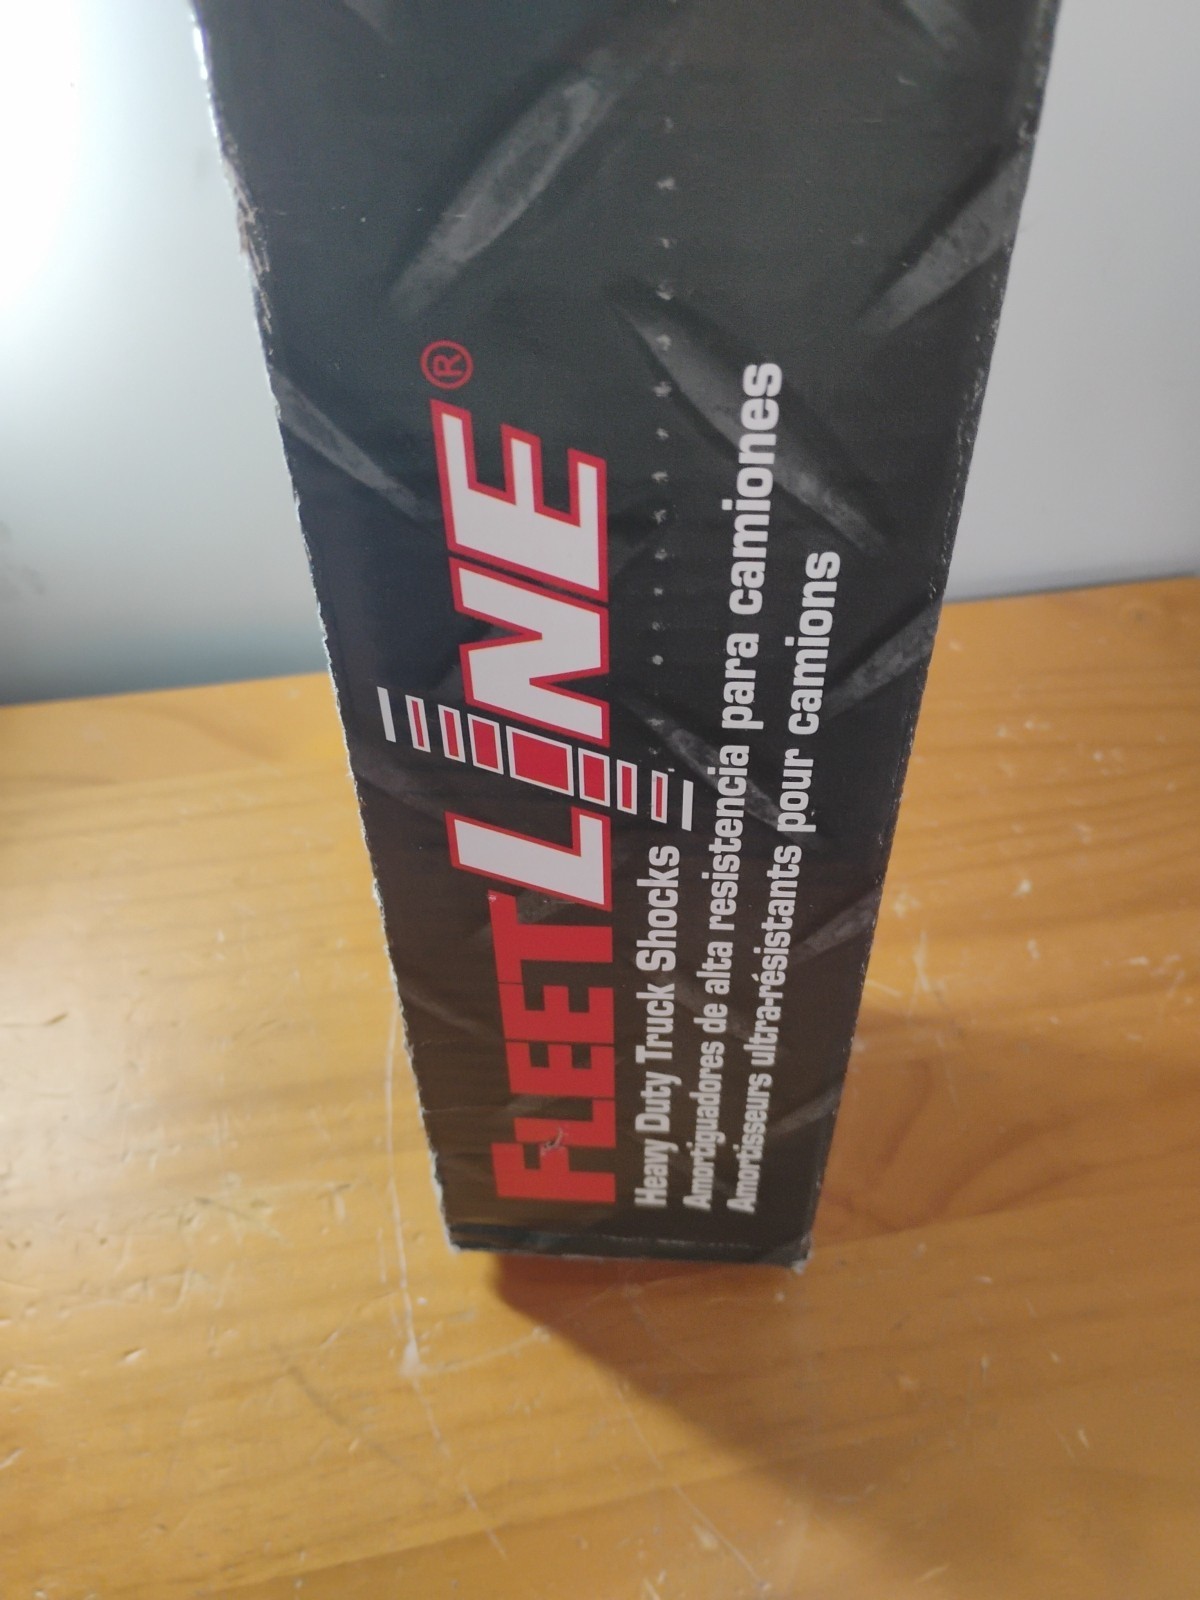 FLEETLINE®
Heavy Duty Truck Shocks
Amortiguadores de alta resistencia para camiones
Amortisseurs ultra-résistants pour camions